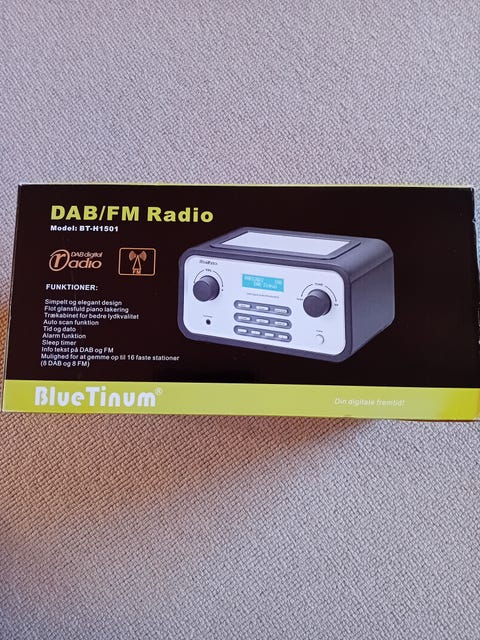 DAB/FM Radio
Model: BT-H1501
DAB digital
radio
FM
FUNKTIONER:
Simpelt og elegant design
Flot glansfuld piano lakering
Trækabinet for bedre lydkvalitet
Auto scan funktion
Tid og dato
Alarm funktion
Sleep timer
Info tekst på DAB og FM
Mulighed for at gemme op til 16 faste stationer
(8 DAB og 8 FM)
BlueTinum®
Din digitale fremtid!